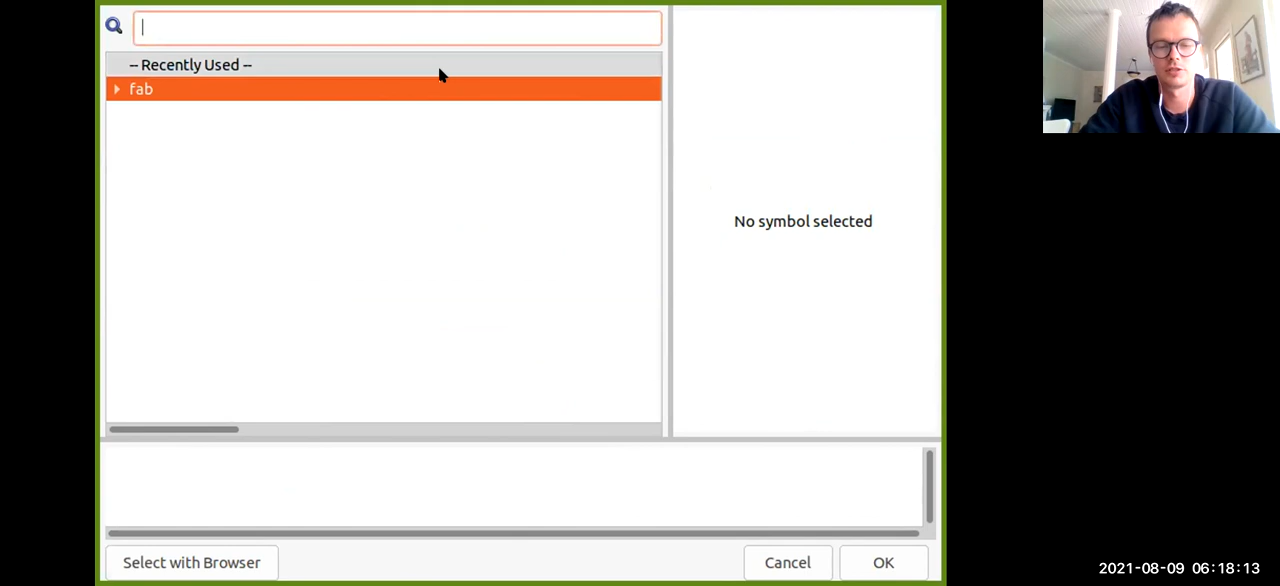 -- Recently Used --
fab
No symbol selected
Select with Browser
Cancel
OK
2021-08-09 06:18:13